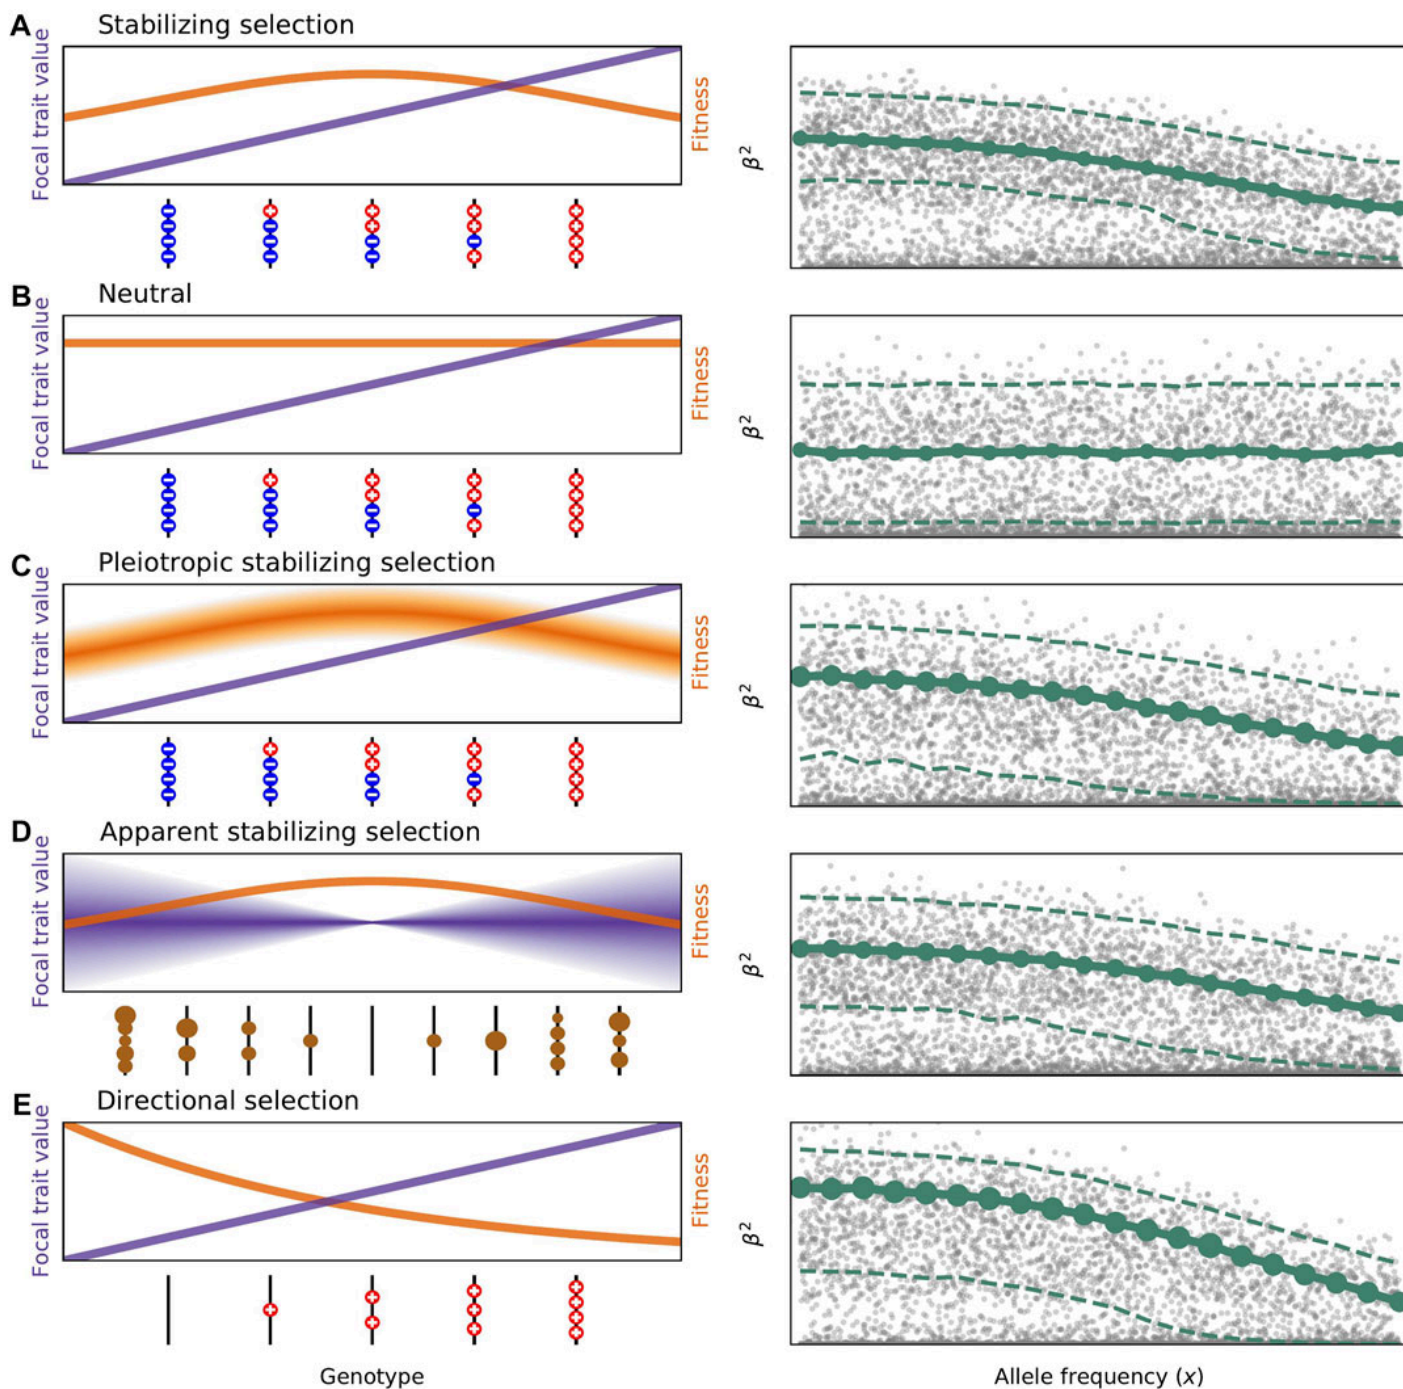 A Stabilizing selection
Focal trait value
Fitness
β²
B Neutral
Focal trait value
Fitness
β²
C Pleiotropic stabilizing selection
Focal trait value
Fitness
β²
D Apparent stabilizing selection
Focal trait value
Fitness
β²
E Directional selection
Focal trait value
Fitness
β²
Genotype
Allele frequency (x)